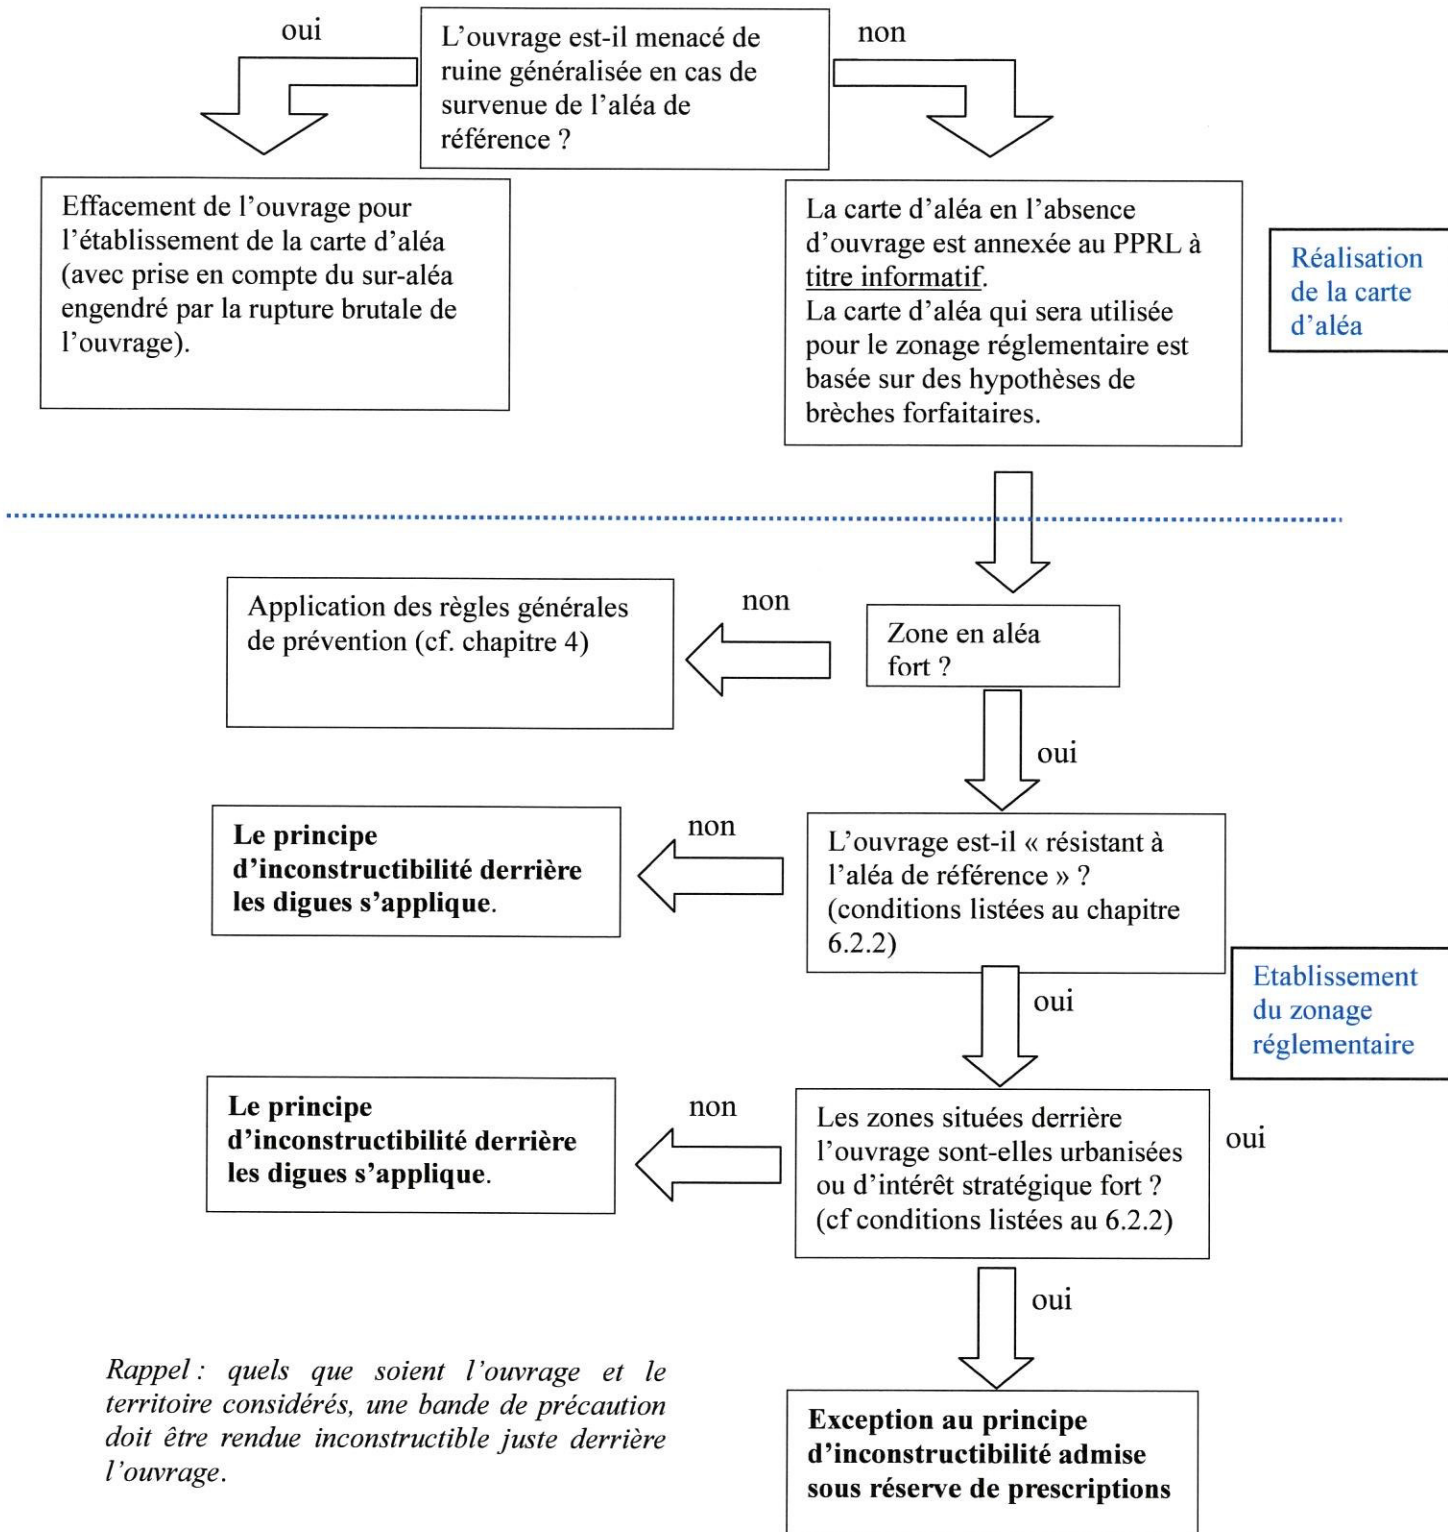 oui
L'ouvrage est-il menacé de
ruine généralisée en cas de
survenue de l'aléa de
référence ?
non
Effacement de l'ouvrage pour
l'établissement de la carte d'aléa
(avec prise en compte du sur-aléa
engendré par la rupture brutale de
l'ouvrage).
La carte d'aléa en l'absence
d'ouvrage est annexée au PPRL à
titre informatif.
La carte d'aléa qui sera utilisée
pour le zonage réglementaire est
basée sur des hypothèses de
brèches forfaitaires.
Réalisation
de la carte
d'aléa
Application des règles générales
de prévention (cf. chapitre 4)
non
Zone en aléa
fort ?
oui
Le principe
d'inconstructibilité derrière
les digues s'applique.
non
L'ouvrage est-il « résistant à
l'aléa de référence » ?
(conditions listées au chapitre
6.2.2)
oui
Etablissement
du zonage
réglementaire
Le principe
d'inconstructibilité derrière
les digues s'applique.
non
Les zones situées derrière
l'ouvrage sont-elles urbanisées
ou d'intérêt stratégique fort ?
(cf conditions listées au 6.2.2)
oui
oui
Rappel : quels que soient l'ouvrage et le
territoire considérés, une bande de précaution
doit être rendue inconstructible juste derrière
l'ouvrage.
Exception au principe
d'inconstructibilité admise
sous réserve de prescriptions